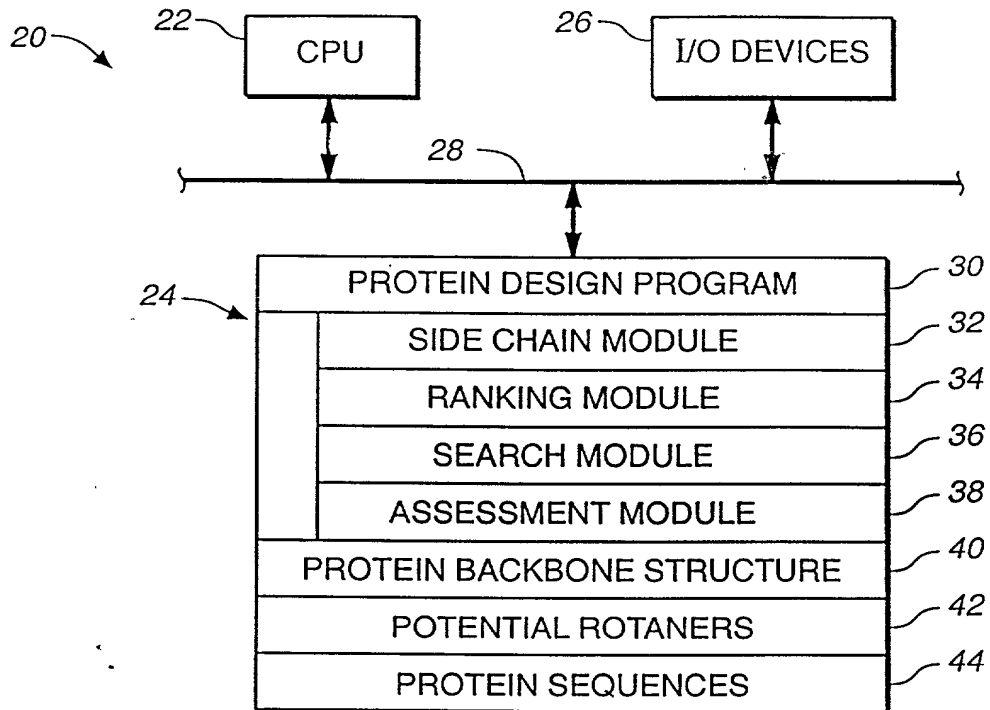 20
22
CPU
26
I/O DEVICES
28
24
PROTEIN DESIGN PROGRAM
30
SIDE CHAIN MODULE
32
RANKING MODULE
34
SEARCH MODULE
36
ASSESSMENT MODULE
38
PROTEIN BACKBONE STRUCTURE
40
POTENTIAL ROTANERS
42
PROTEIN SEQUENCES
44